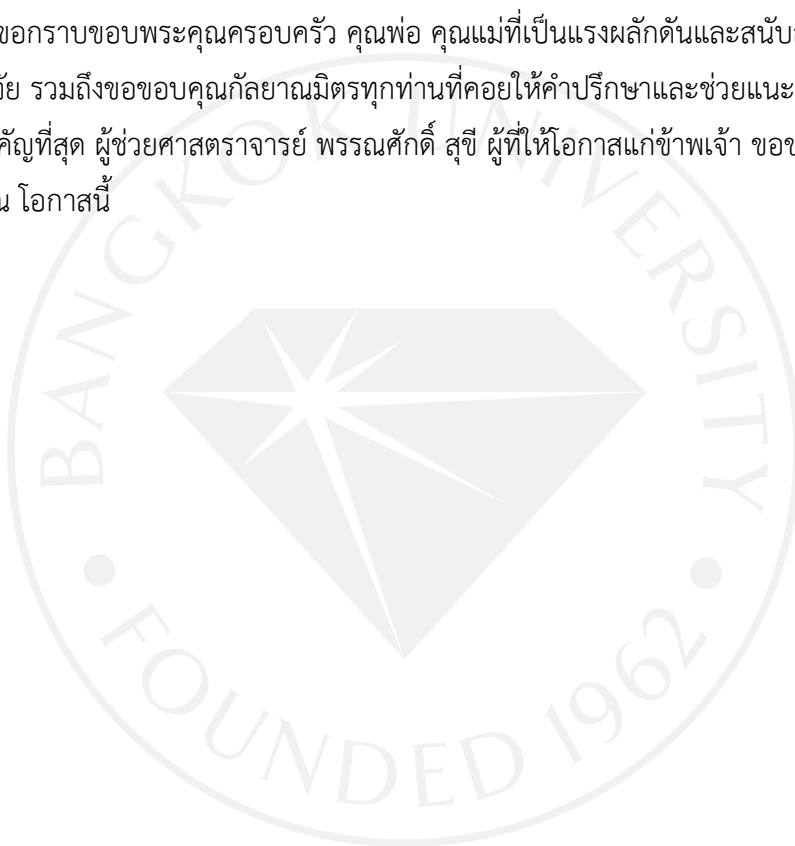 ขอกราบขอบพระคุณครอบครัว คุณพ่อ คุณแม่ที่เป็นแรงผลักดันและสนับ
รวมถึงขอขอบคุณกัลยาณมิตรทุกท่านที่คอยให้คำปรึกษาและช่วยแนะ
คัญที่สุด ผู้ช่วยศาสตราจารย์ พรรณศักดิ์ สุขี ผู้ที่ให้โอกาสแก่ข้าพเจ้า
ณ โอกาสนี้
BANGKOK UNIVERSITY
FOUNDED 1962